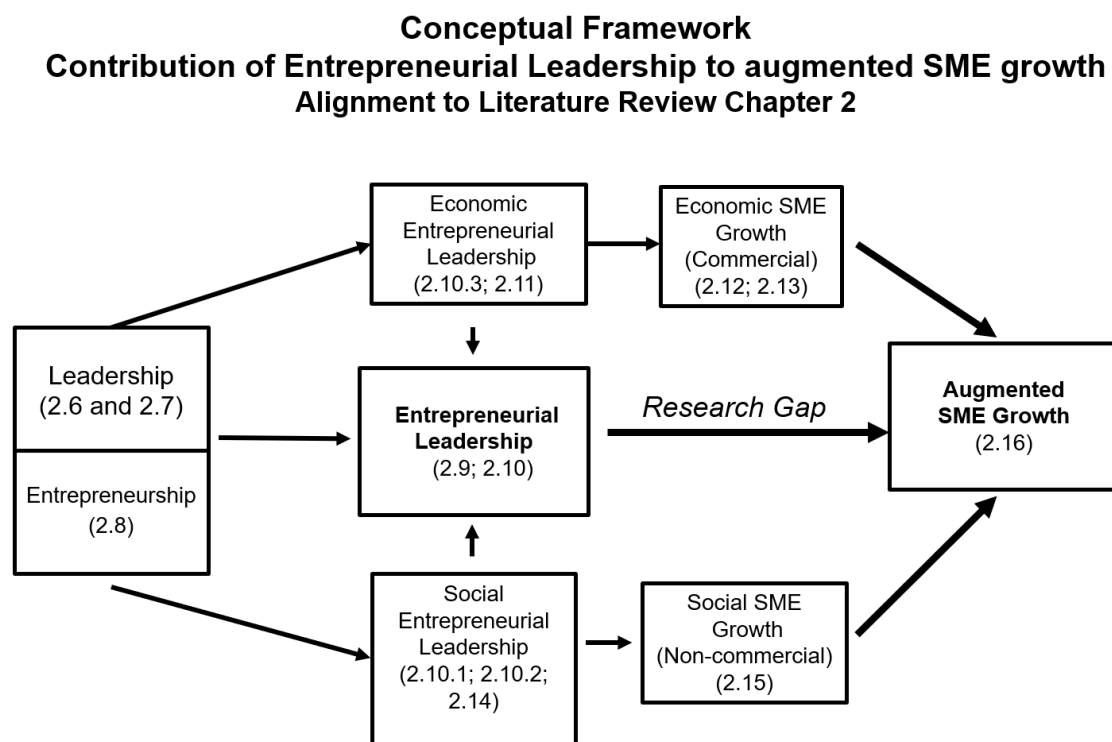 Conceptual Framework
Contribution of Entrepreneurial Leadership to augmented SME growth
Alignment to Literature Review Chapter 2
Economic
Entrepreneurial
Leadership
(2.10.3; 2.11)
Economic SME
Growth
(Commercial)
(2.12; 2.13)
Leadership
(2.6 and 2.7)
Entrepreneurship
(2.8)
Entrepreneurial
Leadership
(2.9; 2.10)
Research Gap
Augmented
SME Growth
(2.16)
Social
Entrepreneurial
Leadership
(2.10.1; 2.10.2;
2.14)
Social SME
Growth
(Non-commercial)
(2.15)